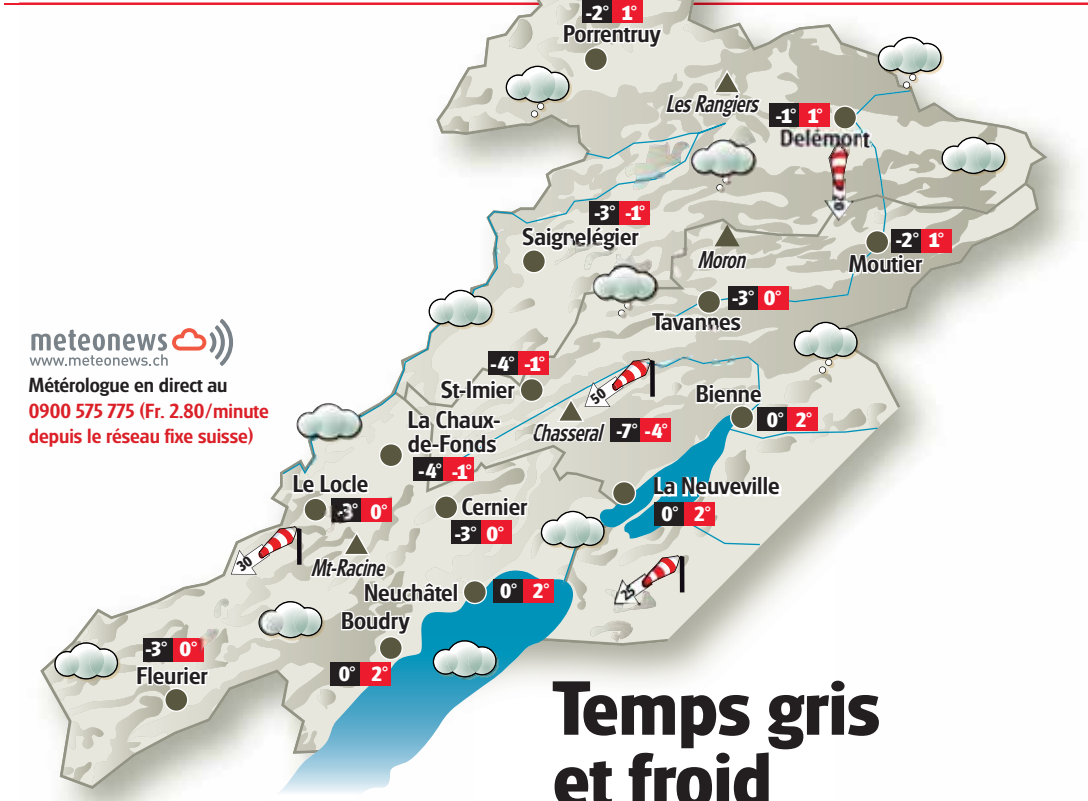 -2° 1°
Porrentruy
Les Rangiers
-1° 1°
Delémont
20
-3° -1°
Saignelégier
Moron
-2° 1°
Moutier
-3° 0°
Tavannes
meteonews
www.meteonews.ch
Météorologue en direct au
0900 575 775 (Fr. 2.80/minute
depuis le réseau fixe suisse)
-4° -1°
St-Imier
50
Chasseral -7° -4°
Bienne
0° 2°
La Chaux-
de-Fonds
-4° -1°
Le Locle
-3° 0°
Cernier
-3° 0°
La Neuveville
0° 2°
30
Mt-Racine
25
Neuchâtel 0° 2°
Boudry
0° 2°
-3° 0°
Fleurier
Temps gris
et froid